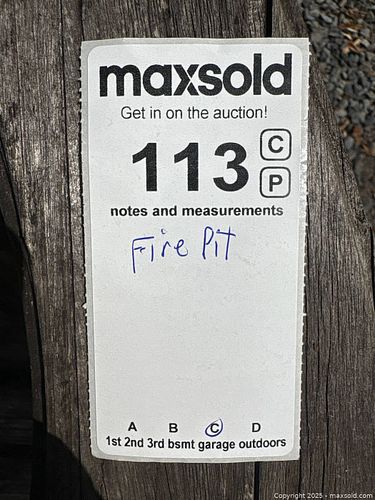 maxsold
Get in on the auction!
113 C
P
notes and measurements
Fire Pit
A B C D
1st 2nd 3rd bsmt garage outdoors
Copyright © 2025 - maxsold.com